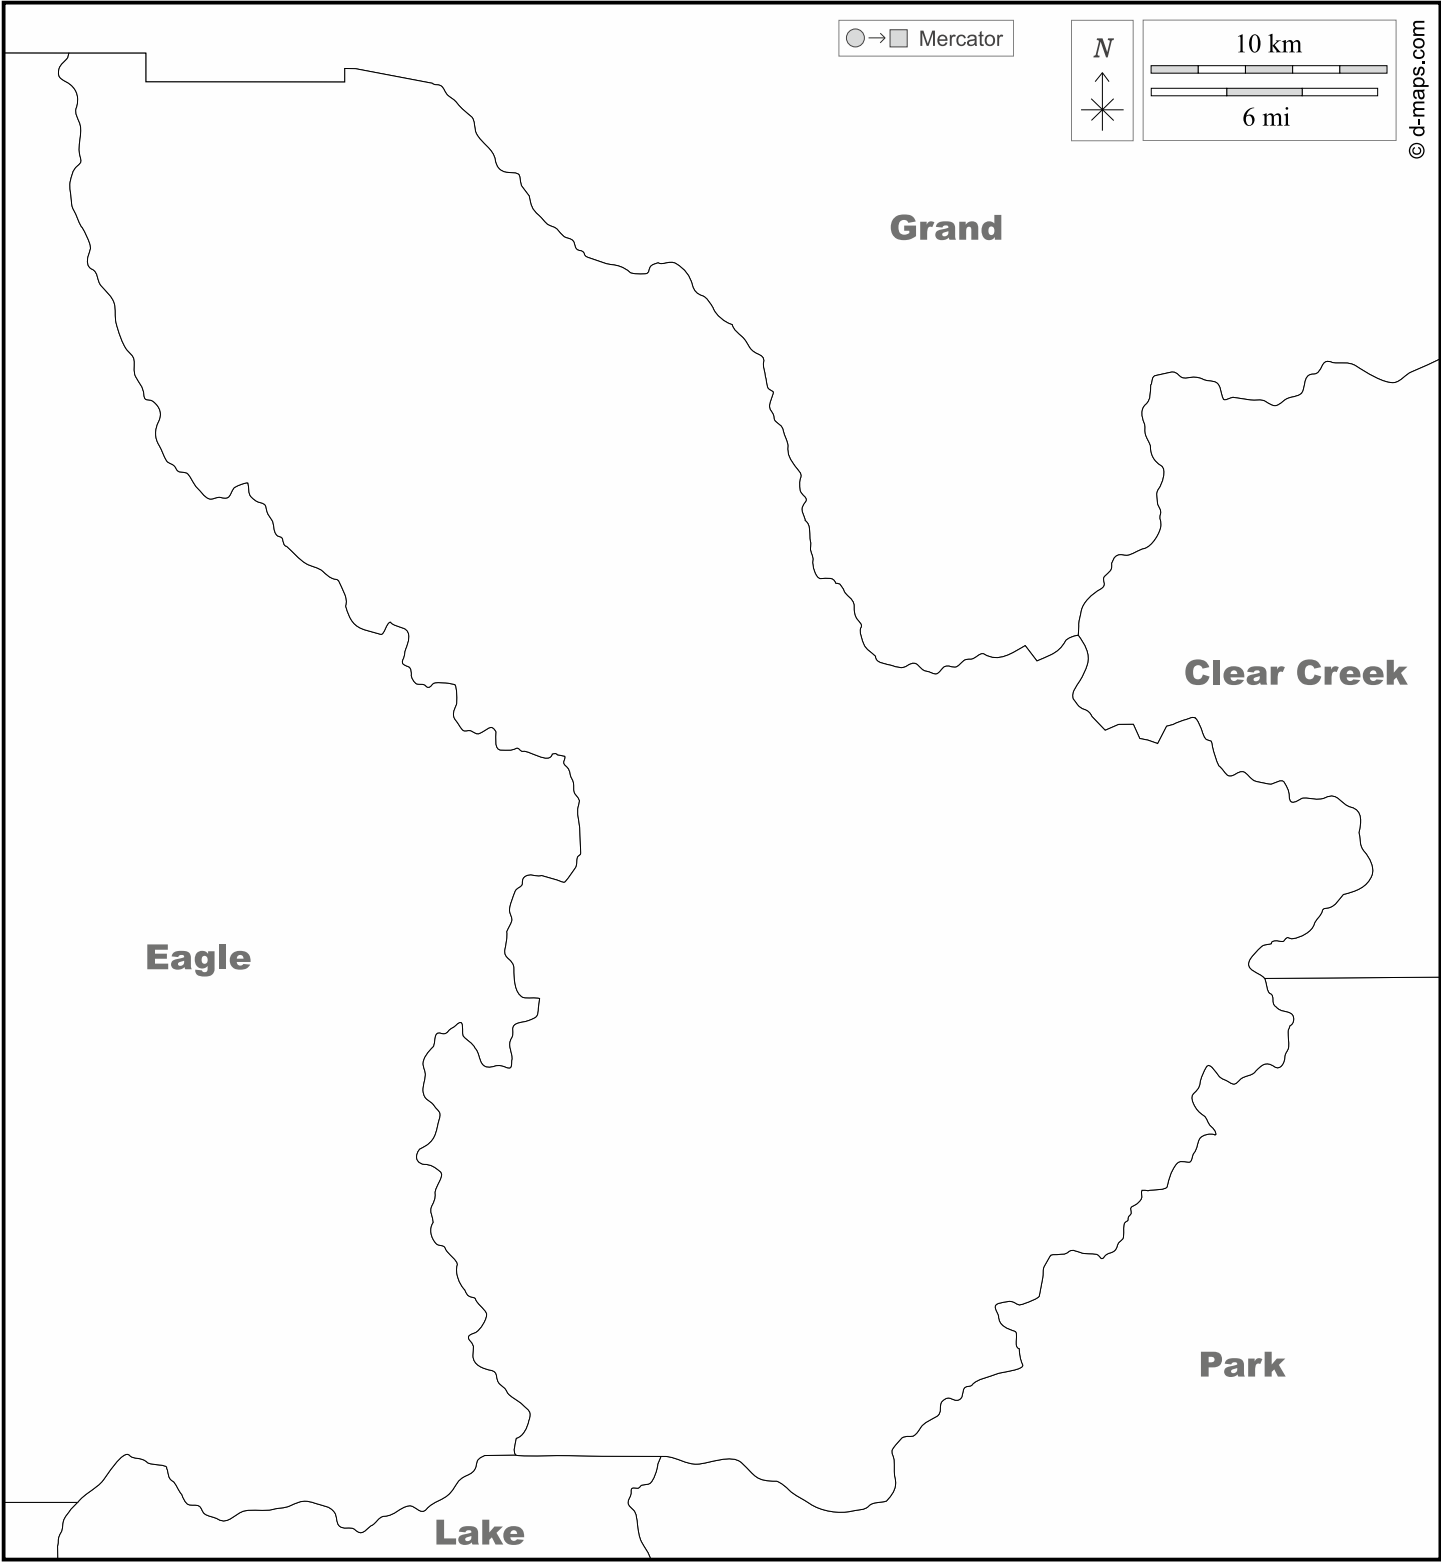 Mercator
N
10 km
6 mi
© d-maps.com
Grand
Clear Creek
Eagle
Park
Lake